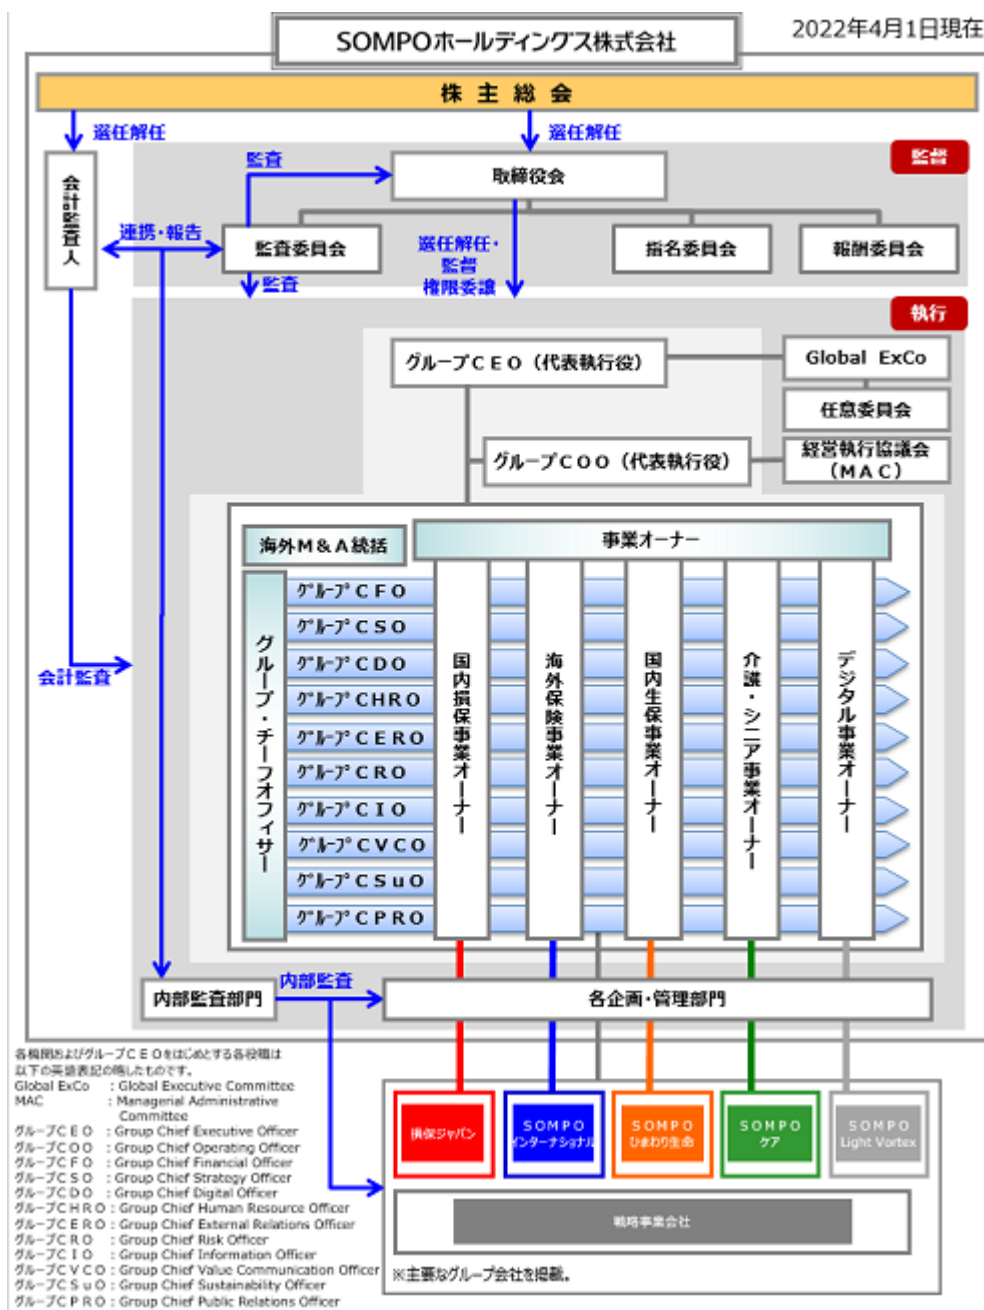 2022年4月1日現在
SOMPOホールディングス株式会社
株主総会
選任解任
選任解任
監督
会計監査人
監査
取締役会
連携・報告
監査委員会
選任解任・
監督
権限委譲
指名委員会
報酬委員会
監査
執行
グループCEO（代表執行役）
Global ExCo
任意委員会
グループCOO（代表執行役）
経営執行協議会
（MAC）
海外M&A統括
事業オーナー
グループ・チーフオフィサー
グループCFO
グループCSO
グループCDO
グループCHRO
グループCERO
グループCRO
グループCIO
グループCVCO
グループCSuO
グループCPRO
国内損保事業オーナー
海外保険事業オーナー
国内生保事業オーナー
介護・シニア事業オーナー
デジタル事業オーナー
会計監査
内部監査部門
内部監査
各企画・管理部門
各機関およびグループCEOをはじめとする各役職は
以下の英語表記の略したものです。
Global ExCo : Global Executive Committee
MAC : Managerial Administrative
Committee
グループCEO : Group Chief Executive Officer
グループCOO : Group Chief Operating Officer
グループCFO : Group Chief Financial Officer
グループCSO : Group Chief Strategy Officer
グループCDO : Group Chief Digital Officer
グループCHRO : Group Chief Human Resource Officer
グループCERO : Group Chief External Relations Officer
グループCRO : Group Chief Risk Officer
グループCIO : Group Chief Information Officer
グループCVCO : Group Chief Value Communication Officer
グループCSuO : Group Chief Sustainability Officer
グループCPRO : Group Chief Public Relations Officer
損保ジャパン
SOMPO
インターナショナル
SOMPO
ひまわり生命
SOMPO
ケア
SOMPO
Light Vortex
戦略事業会社
※主要なグループ会社を掲載。